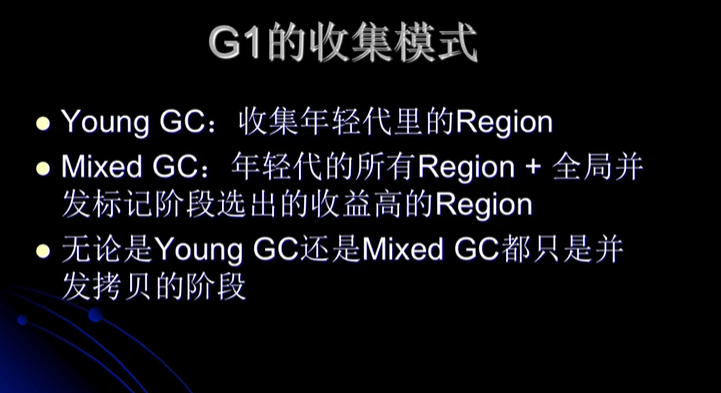 G1的收集模式
Young GC：收集年轻代里的Region
Mixed GC：年轻代的所有Region + 全局并
发标记阶段选出的收益高的Region
无论是Young GC还是Mixed GC都只是并
发拷贝的阶段